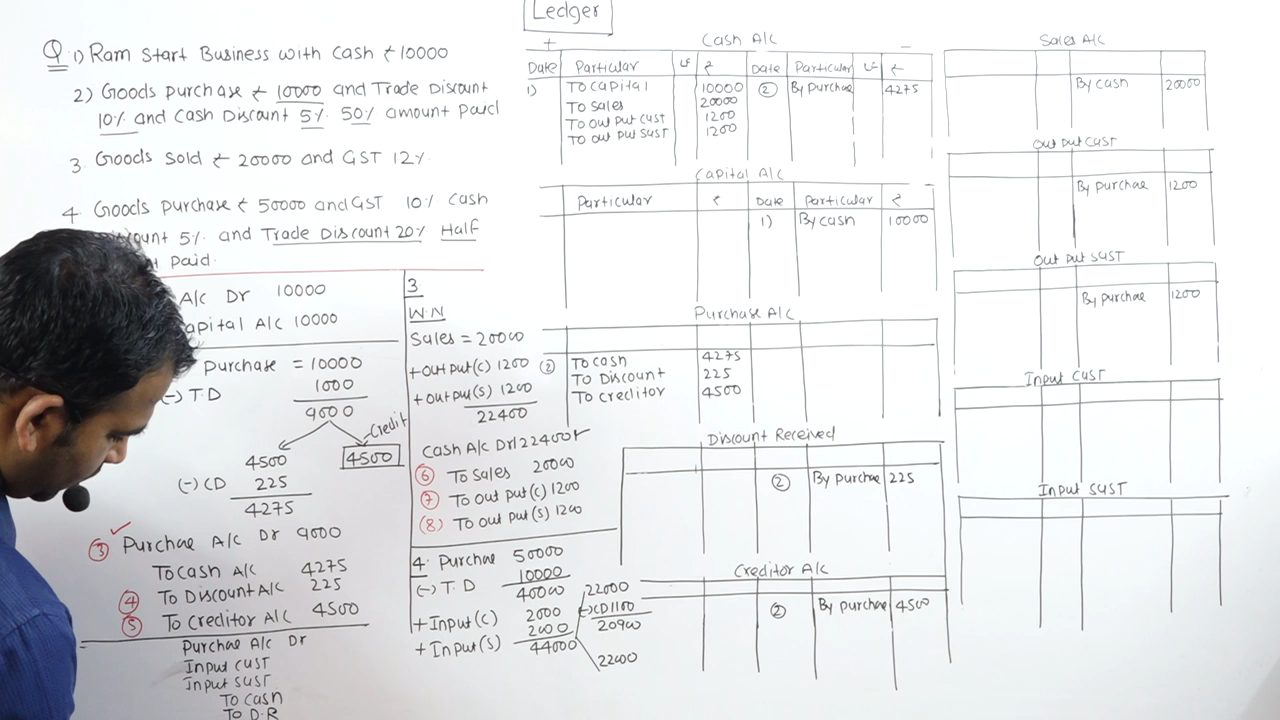 Ledger
Q 1) Ram Start Business with Cash ₹ 10000
2) Goods purchase ₹ 10000 and Trade Discount
10% and Cash Discount 5% 50% amount paid
3. Goods Sold ₹ 20000 and GST 12%
4. Goods purchase ₹ 50000 and GST 10% Cash
5% and Trade Discount 20% Half
Paid.
A/c Dr 10000
A/c 10000
Purchase = 10000
(-) T.D 1000
9000
Credit
4500 4500
(-) CD 225
4275
③ Purchae A/c Dr 9000
To Cash A/c 4275
④ To Discount A/c 225
⑤ To creditor A/c 4500
Purchae A/c Dr
Input CGST
Input SGST
To Cash
To D.R
3.
W.N
Sales = 20000
+ out put (c) 1200
+ out put (s) 1200
22400
Cash A/c Dr 22400
⑥ To Sales 20000
⑦ To out put (c) 1200
(8) To out put (s) 1200
4. Purchae 50000
(-) T.D 10000
40000
+ Input (c) 2000
+ Input (s) 2000
44000
22000
(-) CD 1100
20900
22000
+ Cash A/c -
Date Particular LF ₹ Date Particular LF ₹
1) To Capital 10000 ② By Purchae 4275
To Sales 20000
To out put CGST 1200
To out put SGST 1200
Capital A/c
Particular ₹ Date Particular ₹
1) By Cash 10000
Purchase A/c
② To cash 4275
To Discount 225
To creditor 4500
Discount Received
② By Purchae 225
Creditor A/c
② By Purchae 4500
Sales A/c
By cash 20000
Out Put CGST
By purchae 1200
Out Put SGST
By purchae 1200
Input CGST
Input SGST